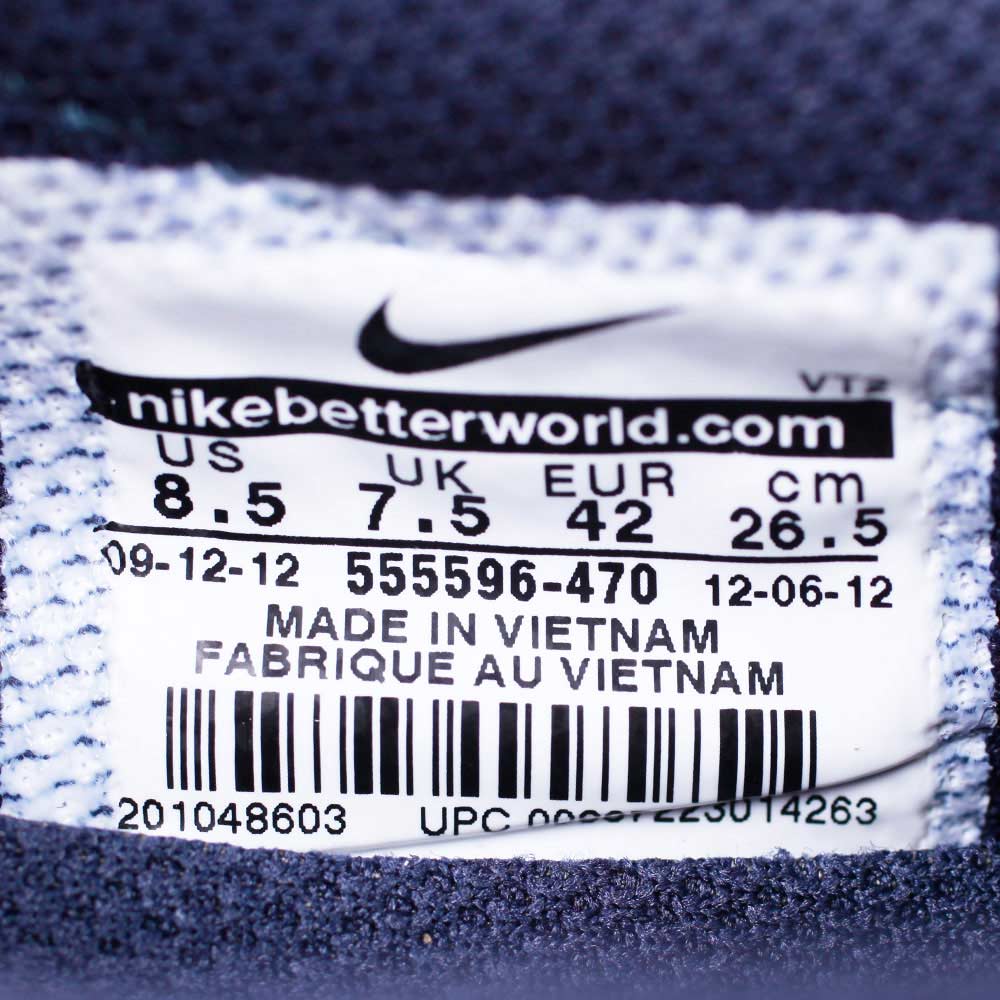 VT2
nikebetterworld.com
US UK EUR cm
8.5 7.5 42 26.5
09-12-12 555596-470 12-06-12
MADE IN VIETNAM
FABRIQUE AU VIETNAM
201048603 UPC